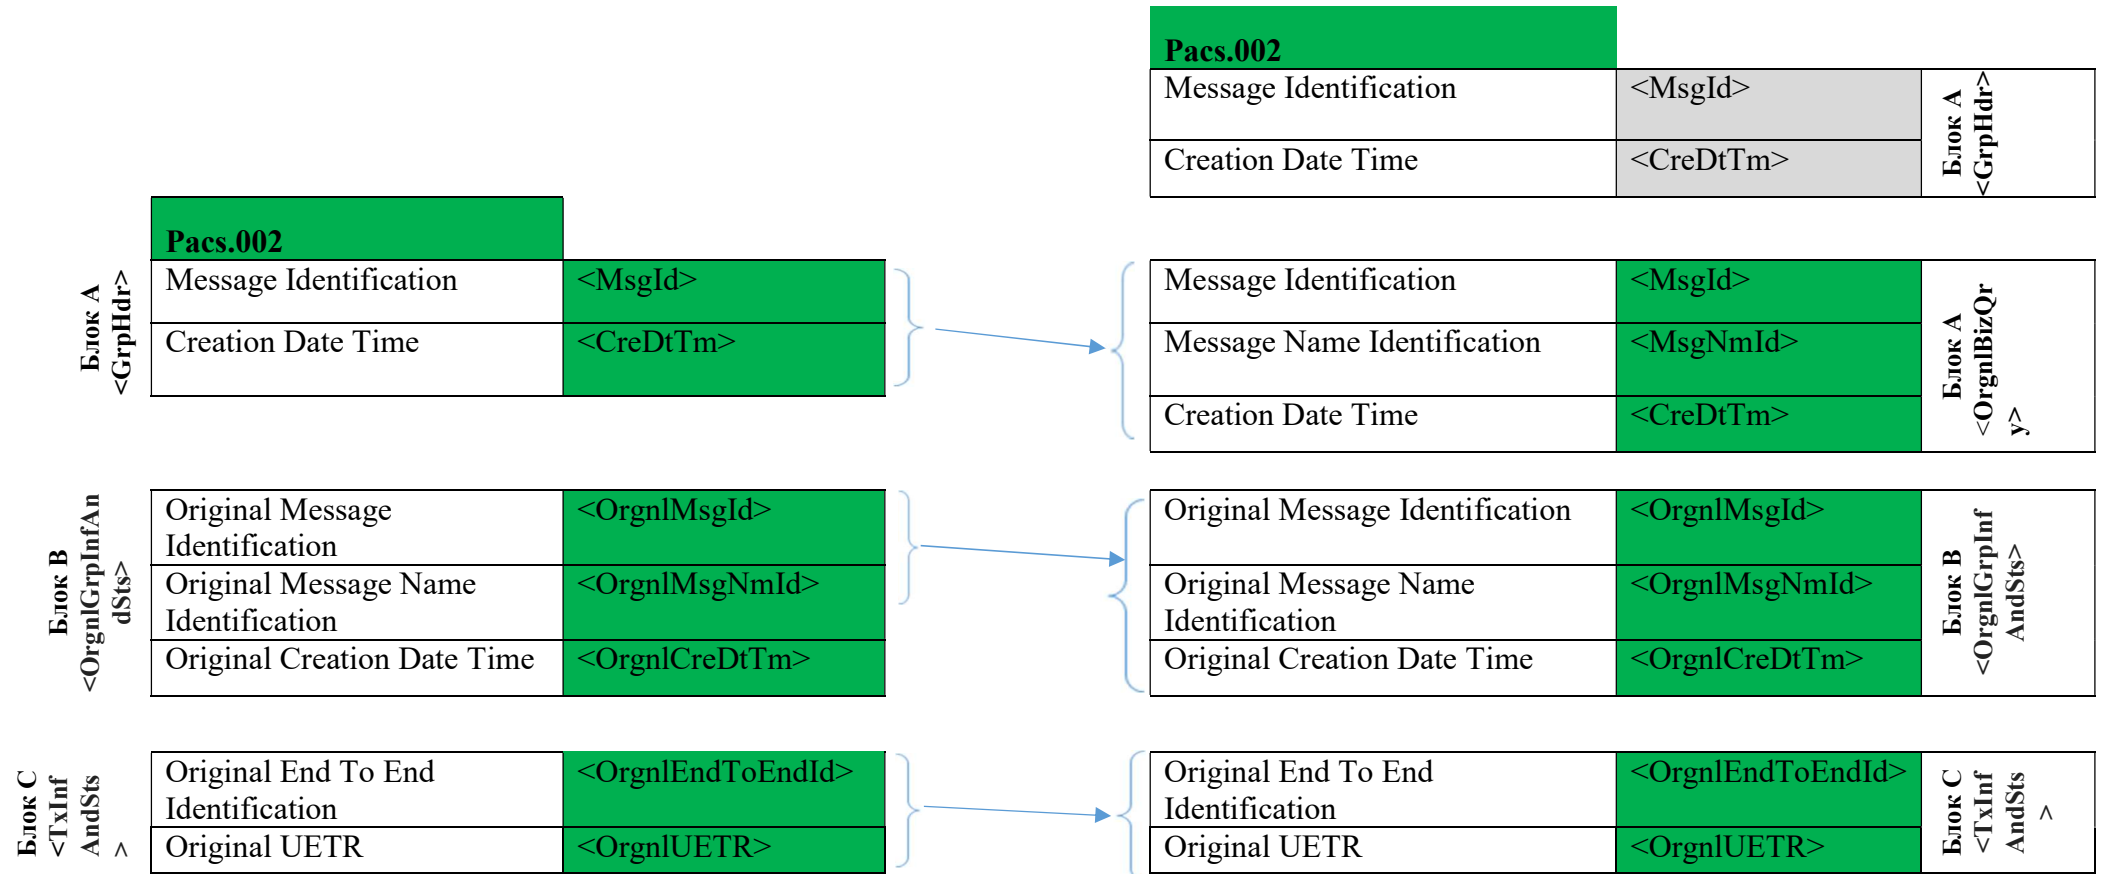 Pacs.002
Message Identification <MsgId>
Creation Date Time <CreDtTm>
Блок A
<GrpHdr>
Pacs.002
Блок A
<GrpHdr>
Message Identification <MsgId>
Creation Date Time <CreDtTm>
Message Identification <MsgId>
Message Name Identification <MsgNmId>
Creation Date Time <CreDtTm>
Блок A
<OrgnlBizQr
y>
Блок B
<OrgnlGrpInfAn
dSts>
Original Message <OrgnlMsgId>
Identification
Original Message Name <OrgnlMsgNmId>
Identification
Original Creation Date Time <OrgnlCreDtTm>
Original Message Identification <OrgnlMsgId>
Original Message Name <OrgnlMsgNmId>
Identification
Original Creation Date Time <OrgnlCreDtTm>
Блок B
<OrgnlGrpInf
AndSts>
Блок C
<TxInf
AndSts
>
Original End To End <OrgnlEndToEndId>
Identification
Original UETR <OrgnlUETR>
Original End To End <OrgnlEndToEndId>
Identification
Original UETR <OrgnlUETR>
Блок C
<TxInf
AndSts
>